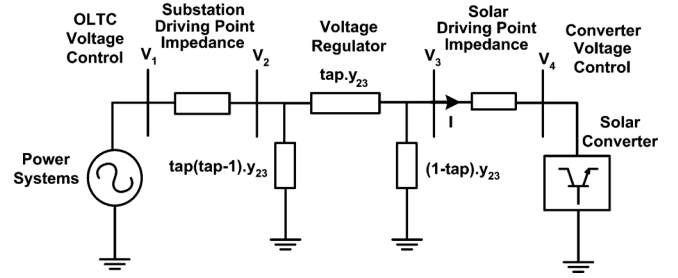 OLTC
Voltage
Control
Substation
Driving Point
Impedance
Voltage
Regulator
Solar
Driving Point
Impedance
Converter
Voltage
Control
V1
V2
tap.y23
V3
V4
I
Power
Systems
tap(tap-1).y23
(1-tap).y23
Solar
Converter